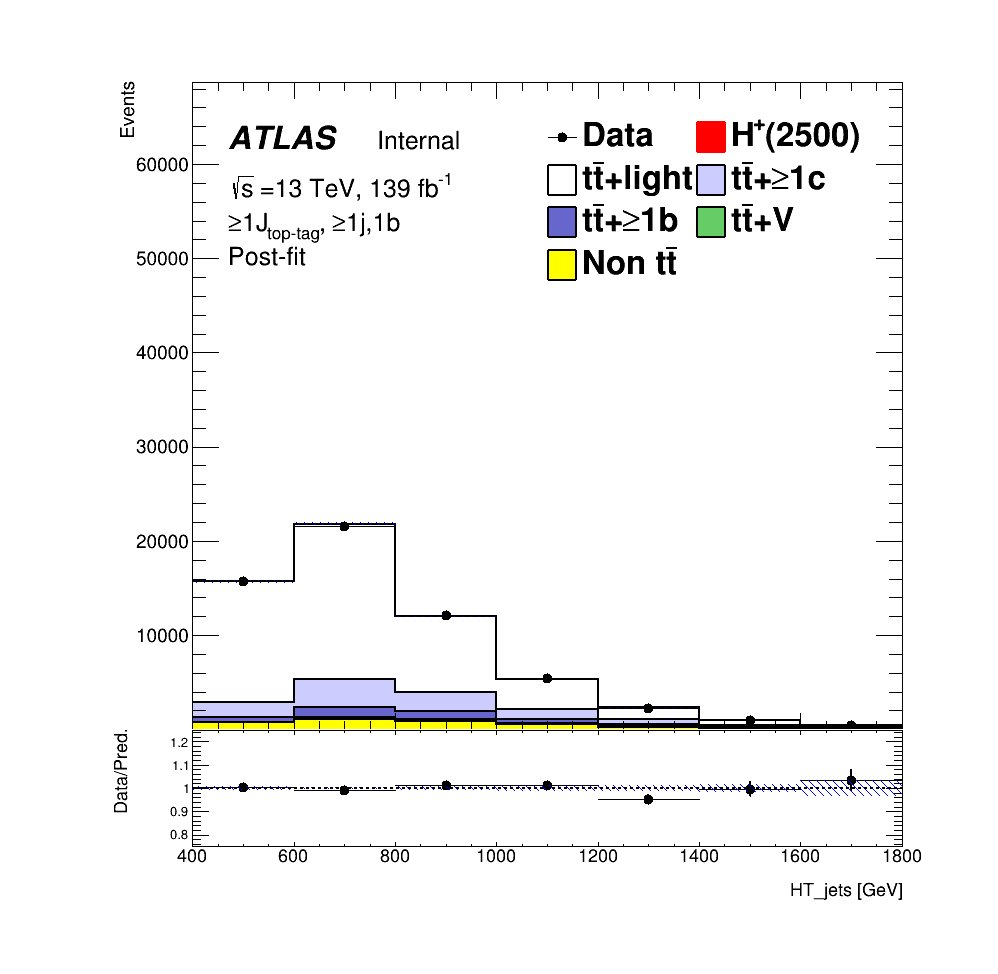 Events
60000
50000
40000
30000
20000
10000
ATLAS Internal
√s =13 TeV, 139 fb⁻¹
≥1J_top-tag, ≥1j,1b
Post-fit
Data H⁺(2500)
tt̄+light tt̄+≥1c
tt̄+≥1b tt̄+V
Non tt̄
Data/Pred.
1.2
1.1
1
0.9
0.8
400 600 800 1000 1200 1400 1600 1800
HT_jets [GeV]